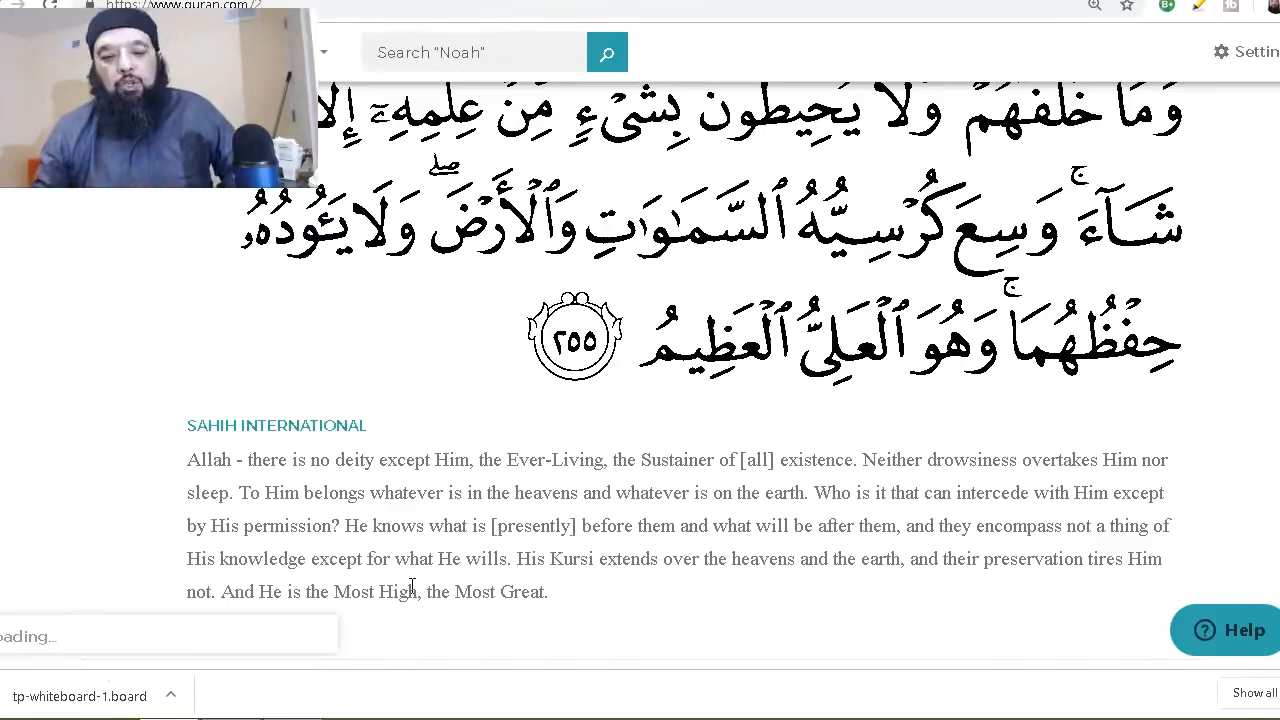 https://www.quran.com/2
Search "Noah"
Settin
وَمَا خَلْفَهُمْ وَلَا يُحِيطُونَ بِشَىْءٍ مِّنْ عِلْمِهِۦٓ إِلَّا
شَآءَ ۚ وَسِعَ كُرْسِيُّهُ ٱلسَّمَـٰوَٰتِ وَٱلْأَرْضَ ۖ وَلَا يَـُٔودُهُۥ
حِفْظُهُمَا ۚ وَهُوَ ٱلْعَلِىُّ ٱلْعَظِيمُ ٢٥٥
SAHIH INTERNATIONAL
Allah - there is no deity except Him, the Ever-Living, the Sustainer of [all] existence. Neither drowsiness overtakes Him nor
sleep. To Him belongs whatever is in the heavens and whatever is on the earth. Who is it that can intercede with Him except
by His permission? He knows what is [presently] before them and what will be after them, and they encompass not a thing of
His knowledge except for what He wills. His Kursi extends over the heavens and the earth, and their preservation tires Him
not. And He is the Most High, the Most Great.
oading...
Help
tp-whiteboard-1.board
Show all